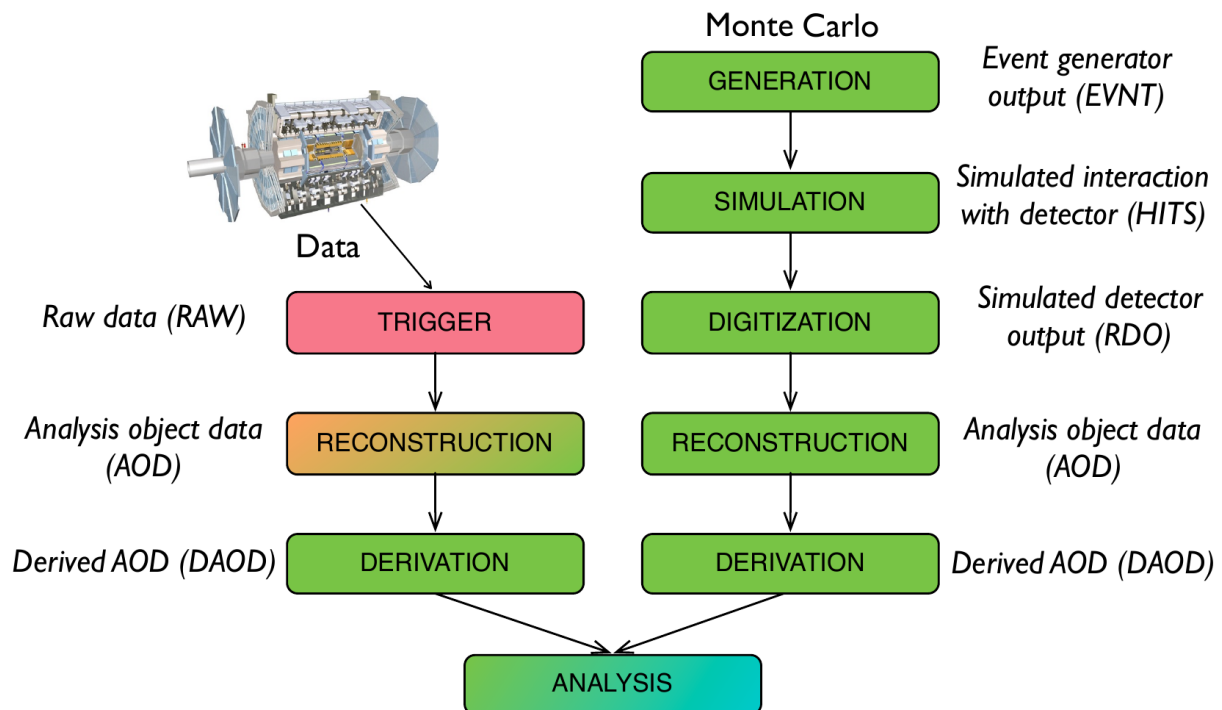 Monte Carlo
GENERATION
Event generator
output (EVNT)
SIMULATION
Simulated interaction
with detector (HITS)
Data
Raw data (RAW)
TRIGGER
DIGITIZATION
Simulated detector
output (RDO)
Analysis object data
(AOD)
RECONSTRUCTION
RECONSTRUCTION
Analysis object data
(AOD)
Derived AOD (DAOD)
DERIVATION
DERIVATION
Derived AOD (DAOD)
ANALYSIS